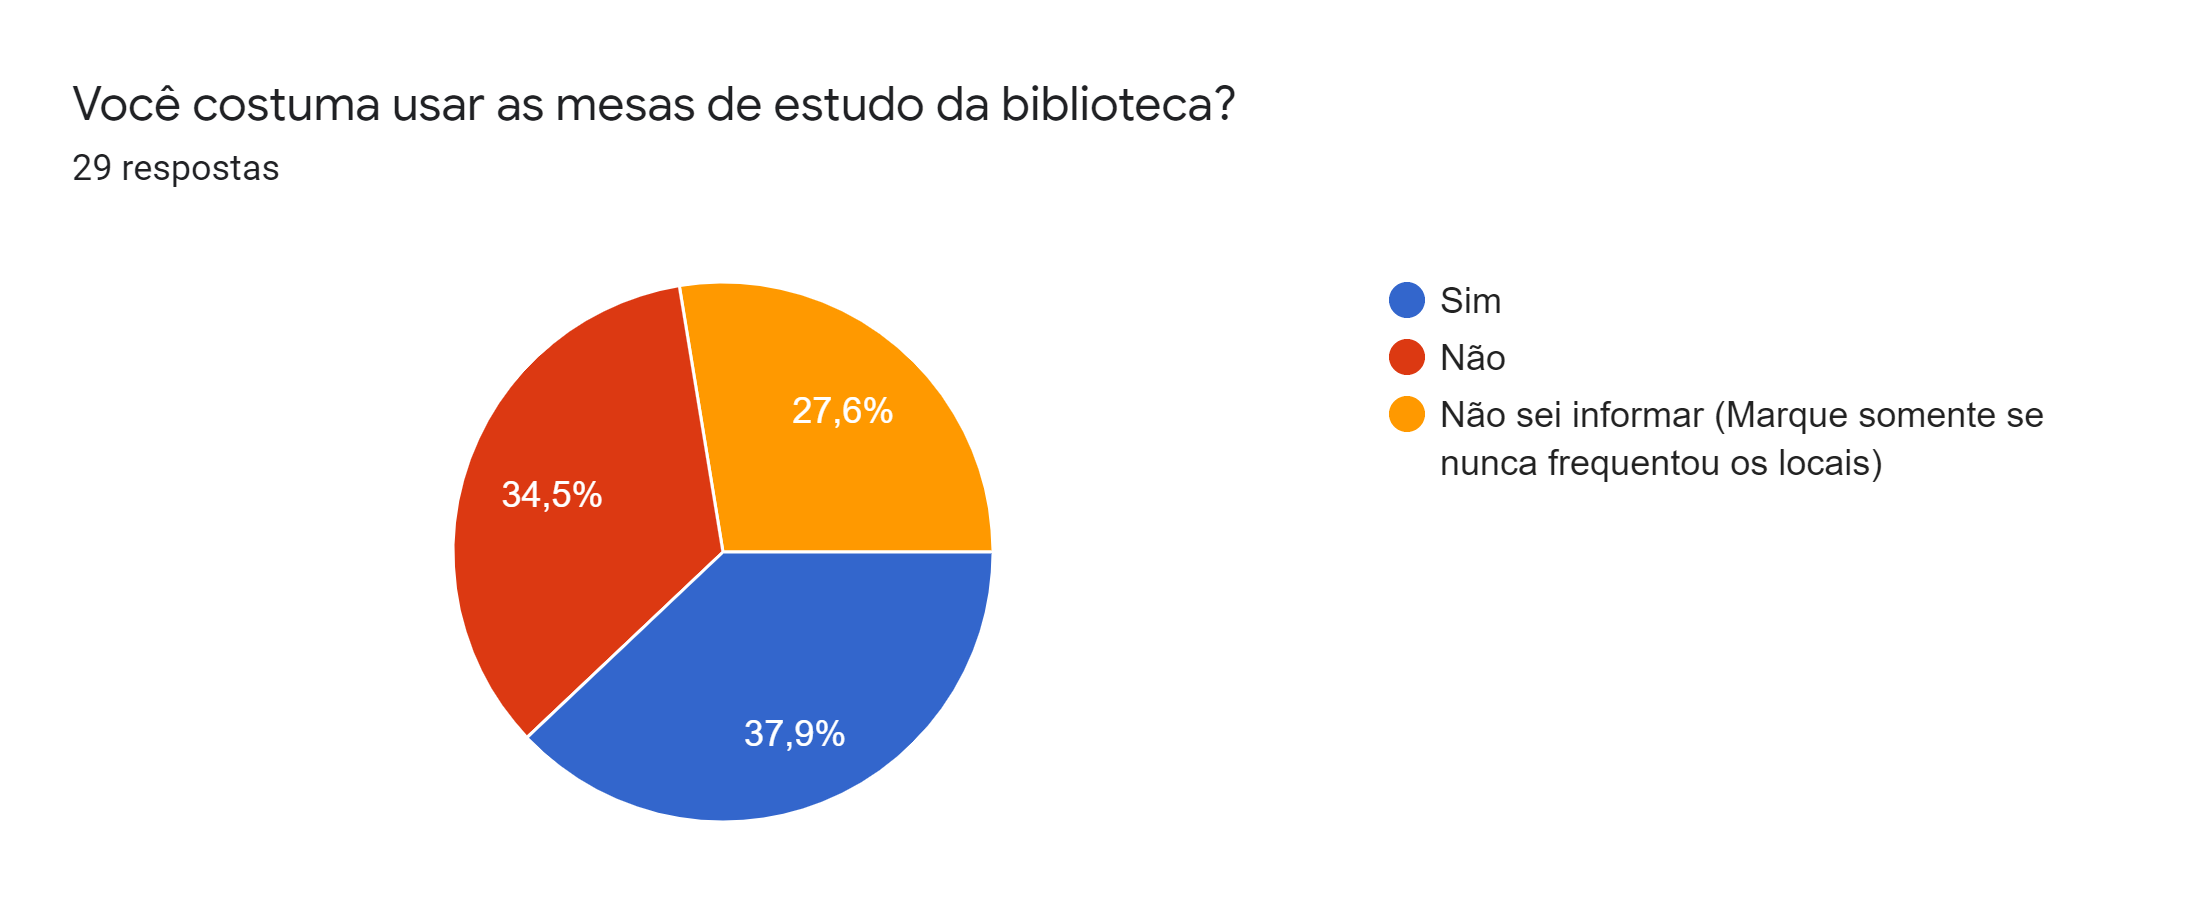 Você costuma usar as mesas de estudo da biblioteca?
29 respostas
27,6%
34,5%
37,9%
Sim
Não
Não sei informar (Marque somente se
nunca frequentou os locais)